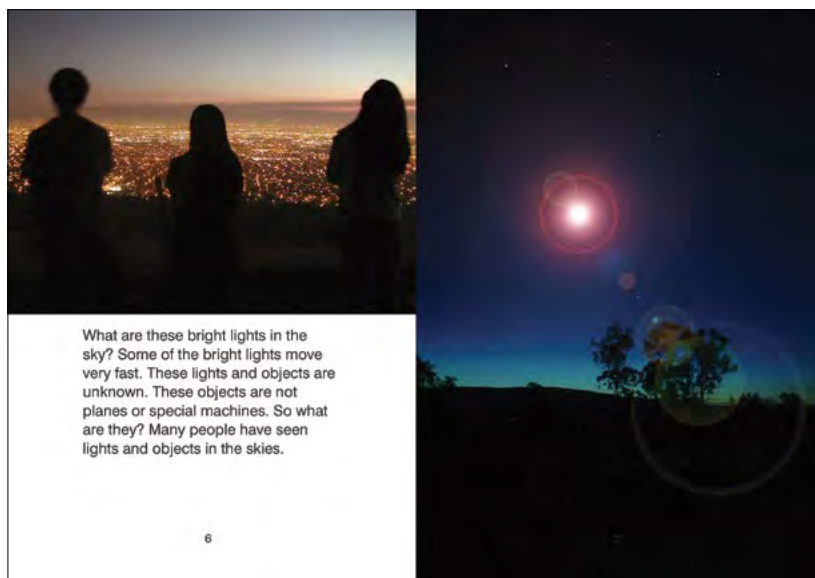 What are these bright lights in the
sky? Some of the bright lights move
very fast. These lights and objects are
unknown. These objects are not
planes or special machines. So what
are they? Many people have seen
lights and objects in the skies.
6